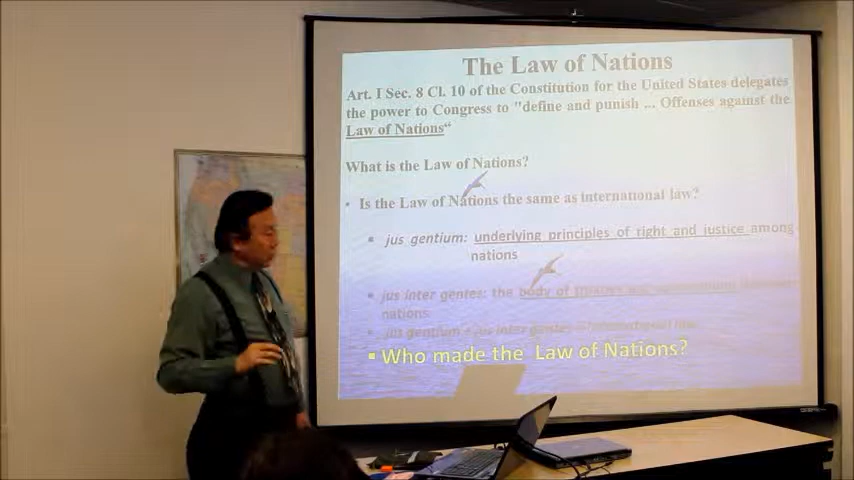 The Law of Nations
Art. I Sec. 8 Cl. 10 of the Constitution for the United States delegates
the power to Congress to "define and punish ... Offenses against the
Law of Nations“
What is the Law of Nations?
• Is the Law of Nations the same as international law?
▪ jus gentium: underlying principles of right and justice among
nations
▪ jus inter gentes: the body of treaties
nations
▪ jus gentium + jus inter gentes = international law
▪ Who made the Law of Nations?